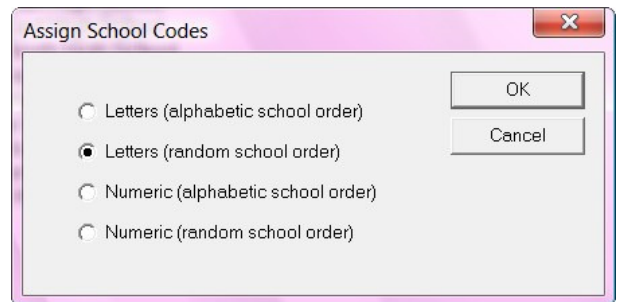 Assign School Codes
OK
Letters (alphabetic school order)
Cancel
Letters (random school order)
Numeric (alphabetic school order)
Numeric (random school order)